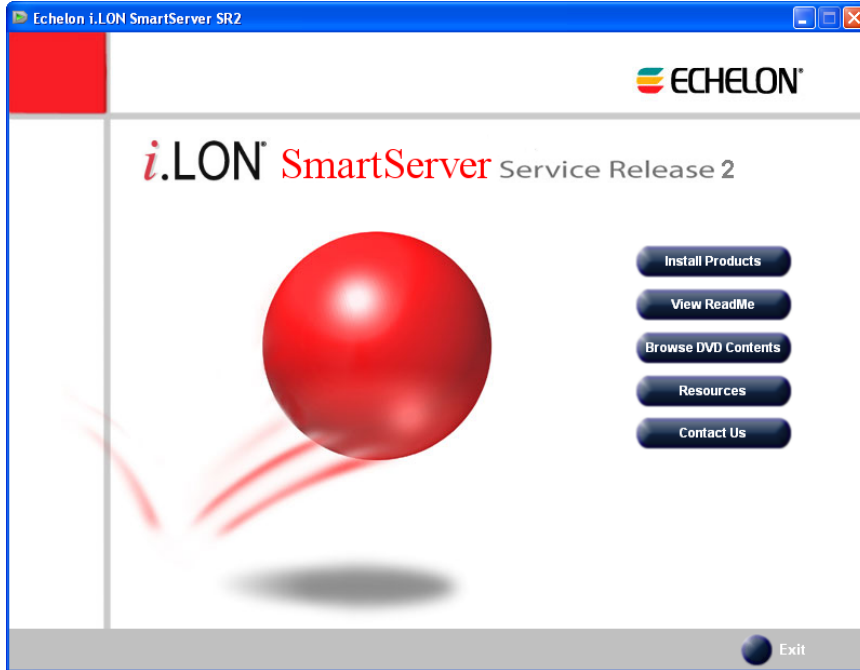 Echelon i.LON SmartServer SR2
ECHELON®
i.LON® SmartServer Service Release 2
Install Products
View ReadMe
Browse DVD Contents
Resources
Contact Us
Exit